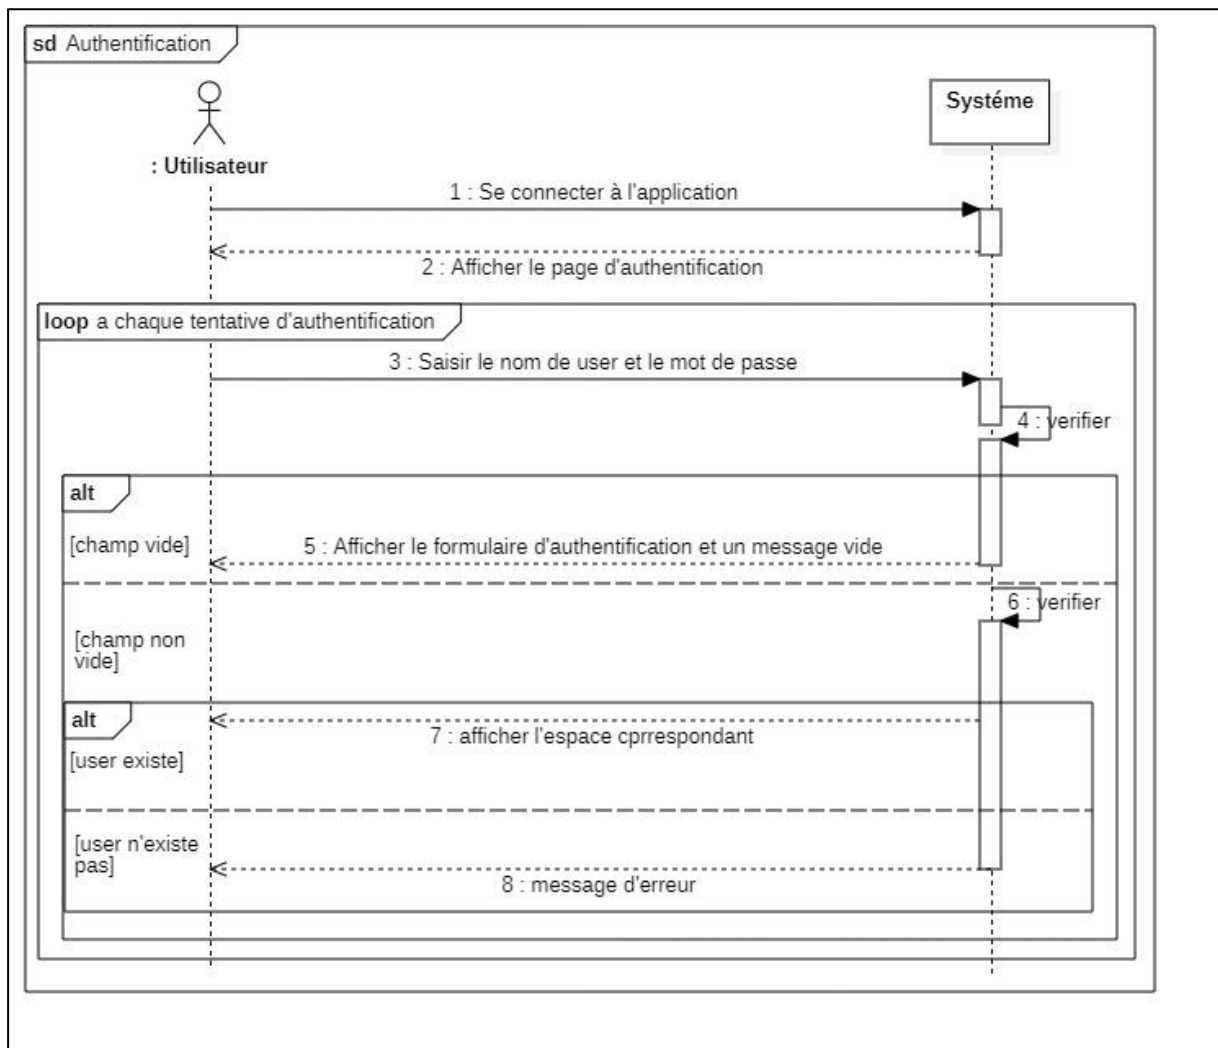 sd Authentification
Systéme
: Utilisateur
1 : Se connecter à l'application
2 : Afficher le page d'authentification
loop a chaque tentative d'authentification
3 : Saisir le nom de user et le mot de passe
4 : verifier
alt
[champ vide]
5 : Afficher le formulaire d'authentification et un message vide
6 : verifier
[champ non
vide]
alt
7 : afficher l'espace cprrespondant
[user existe]
[user n'existe
pas]
8 : message d'erreur